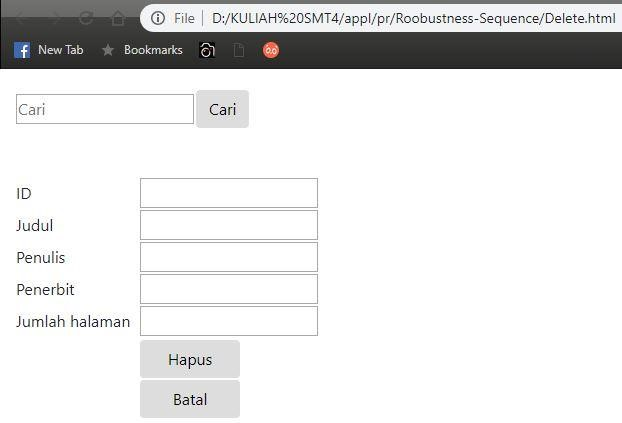 File D:/KULIAH%20SMT4/appl/pr/Roobustness-Sequence/Delete.html
New Tab Bookmarks
Cari Cari
ID
Judul
Penulis
Penerbit
Jumlah halaman
Hapus
Batal